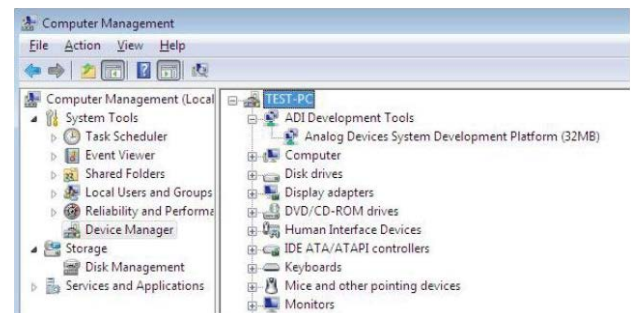 Computer Management
File Action View Help
Computer Management (Local
System Tools
Task Scheduler
Event Viewer
Shared Folders
Local Users and Groups
Reliability and Performa
Device Manager
Storage
Disk Management
Services and Applications
TEST-PC
ADI Development Tools
Analog Devices System Development Platform (32MB)
Computer
Disk drives
Display adapters
DVD/CD-ROM drives
Human Interface Devices
IDE ATA/ATAPI controllers
Keyboards
Mice and other pointing devices
Monitors